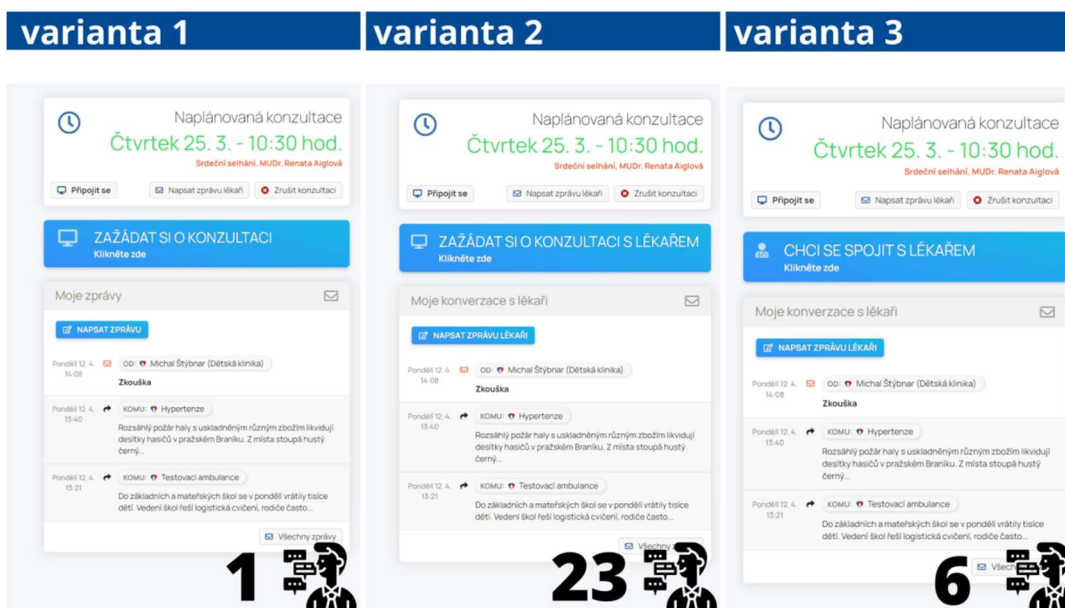 varianta 1
Naplánovaná konzultace
Čtvrtek 25. 3. - 10:30 hod.
Srdeční selhání, MUDr. Renata Aiglová
Připojit se
Napsat zprávu lékaři
Zrušit konzultaci
ZAŽÁDAT SI O KONZULTACI
Klikněte zde
Moje zprávy
NAPSAT ZPRÁVU
Pondělí 12. 4.
14:08
OD: Michal Štýbnar (Dětská klinika)
Zkouška
Pondělí 12. 4.
13:40
KOMU: Hypertenze
Rozsáhlý požár haly s uskladněným různým zbožím likvidují
desítky hasičů v pražském Braníku. Z místa stoupá hustý
černý...
Pondělí 12. 4.
13:21
KOMU: Testovací ambulance
Do základních a mateřských škol se v pondělí vrátily tisíce
dětí. Vedení škol řeší logistická cvičení, rodiče často...
Všechny zprávy
1
varianta 2
Naplánovaná konzultace
Čtvrtek 25. 3. - 10:30 hod.
Srdeční selhání, MUDr. Renata Aiglová
Připojit se
Napsat zprávu lékaři
Zrušit konzultaci
ZAŽÁDAT SI O KONZULTACI S LÉKAŘEM
Klikněte zde
Moje konverzace s lékaři
NAPSAT ZPRÁVU LÉKAŘI
Pondělí 12. 4.
14:08
OD: Michal Štýbnar (Dětská klinika)
Zkouška
Pondělí 12. 4.
13:40
KOMU: Hypertenze
Rozsáhlý požár haly s uskladněným různým zbožím likvidují
desítky hasičů v pražském Braníku. Z místa stoupá hustý
černý...
Pondělí 12. 4.
13:21
KOMU: Testovací ambulance
Do základních a mateřských škol se v pondělí vrátily tisíce
dětí. Vedení škol řeší logistická cvičení, rodiče často...
Všechny
23
varianta 3
Naplánovaná konzultace
Čtvrtek 25. 3. - 10:30 hod.
Srdeční selhání, MUDr. Renata Aiglová
Připojit se
Napsat zprávu lékaři
Zrušit konzultaci
CHCI SE SPOJIT S LÉKAŘEM
Klikněte zde
Moje konverzace s lékaři
NAPSAT ZPRÁVU LÉKAŘI
Pondělí 12. 4.
14:08
OD: Michal Štýbnar (Dětská klinika)
Zkouška
Pondělí 12. 4.
13:40
KOMU: Hypertenze
Rozsáhlý požár haly s uskladněným různým zbožím likvidují
desítky hasičů v pražském Braníku. Z místa stoupá hustý
černý...
Pondělí 12. 4.
13:21
KOMU: Testovací ambulance
Do základních a mateřských škol se v pondělí vrátily tisíce
dětí. Vedení škol řeší logistická cvičení, rodiče často...
6